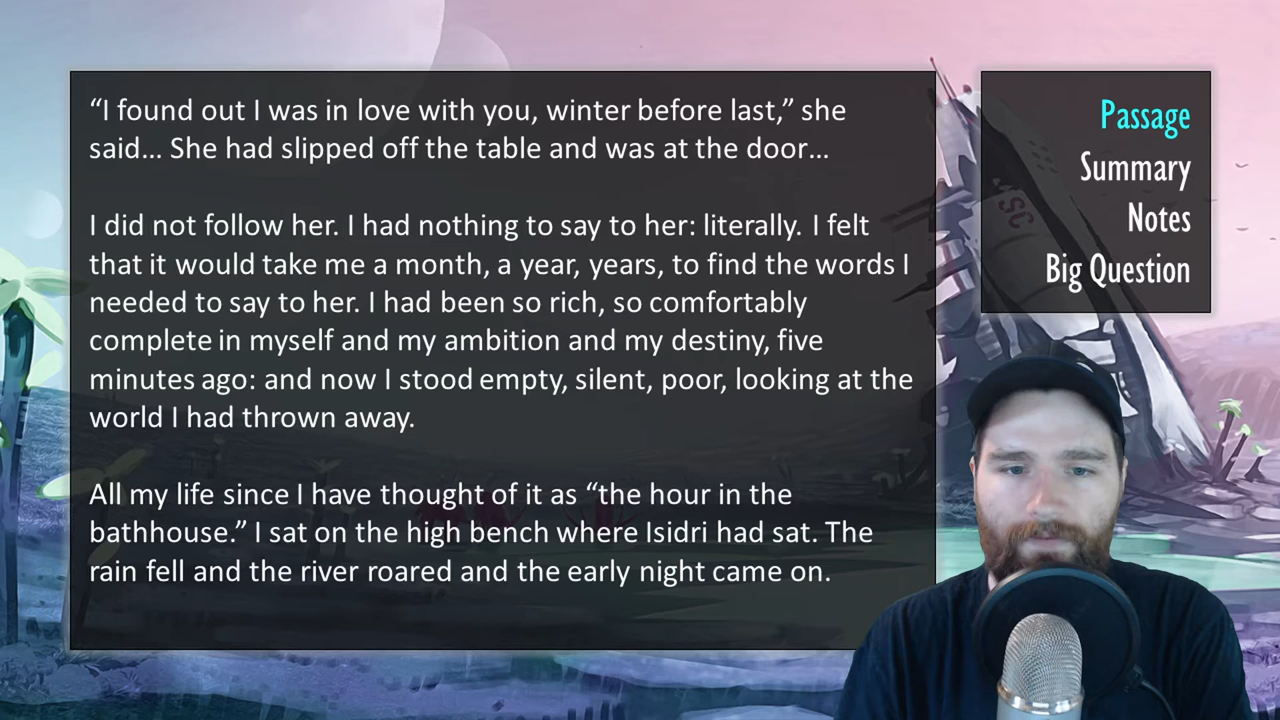 “I found out I was in love with you, winter before last,” she
said… She had slipped off the table and was at the door…
I did not follow her. I had nothing to say to her: literally. I felt
that it would take me a month, a year, years, to find the words I
needed to say to her. I had been so rich, so comfortably
complete in myself and my ambition and my destiny, five
minutes ago: and now I stood empty, silent, poor, looking at the
world I had thrown away.
All my life since I have thought of it as “the hour in the
bathhouse.” I sat on the high bench where Isidri had sat. The
rain fell and the river roared and the early night came on.
Passage
Summary
Notes
Big Question
SC